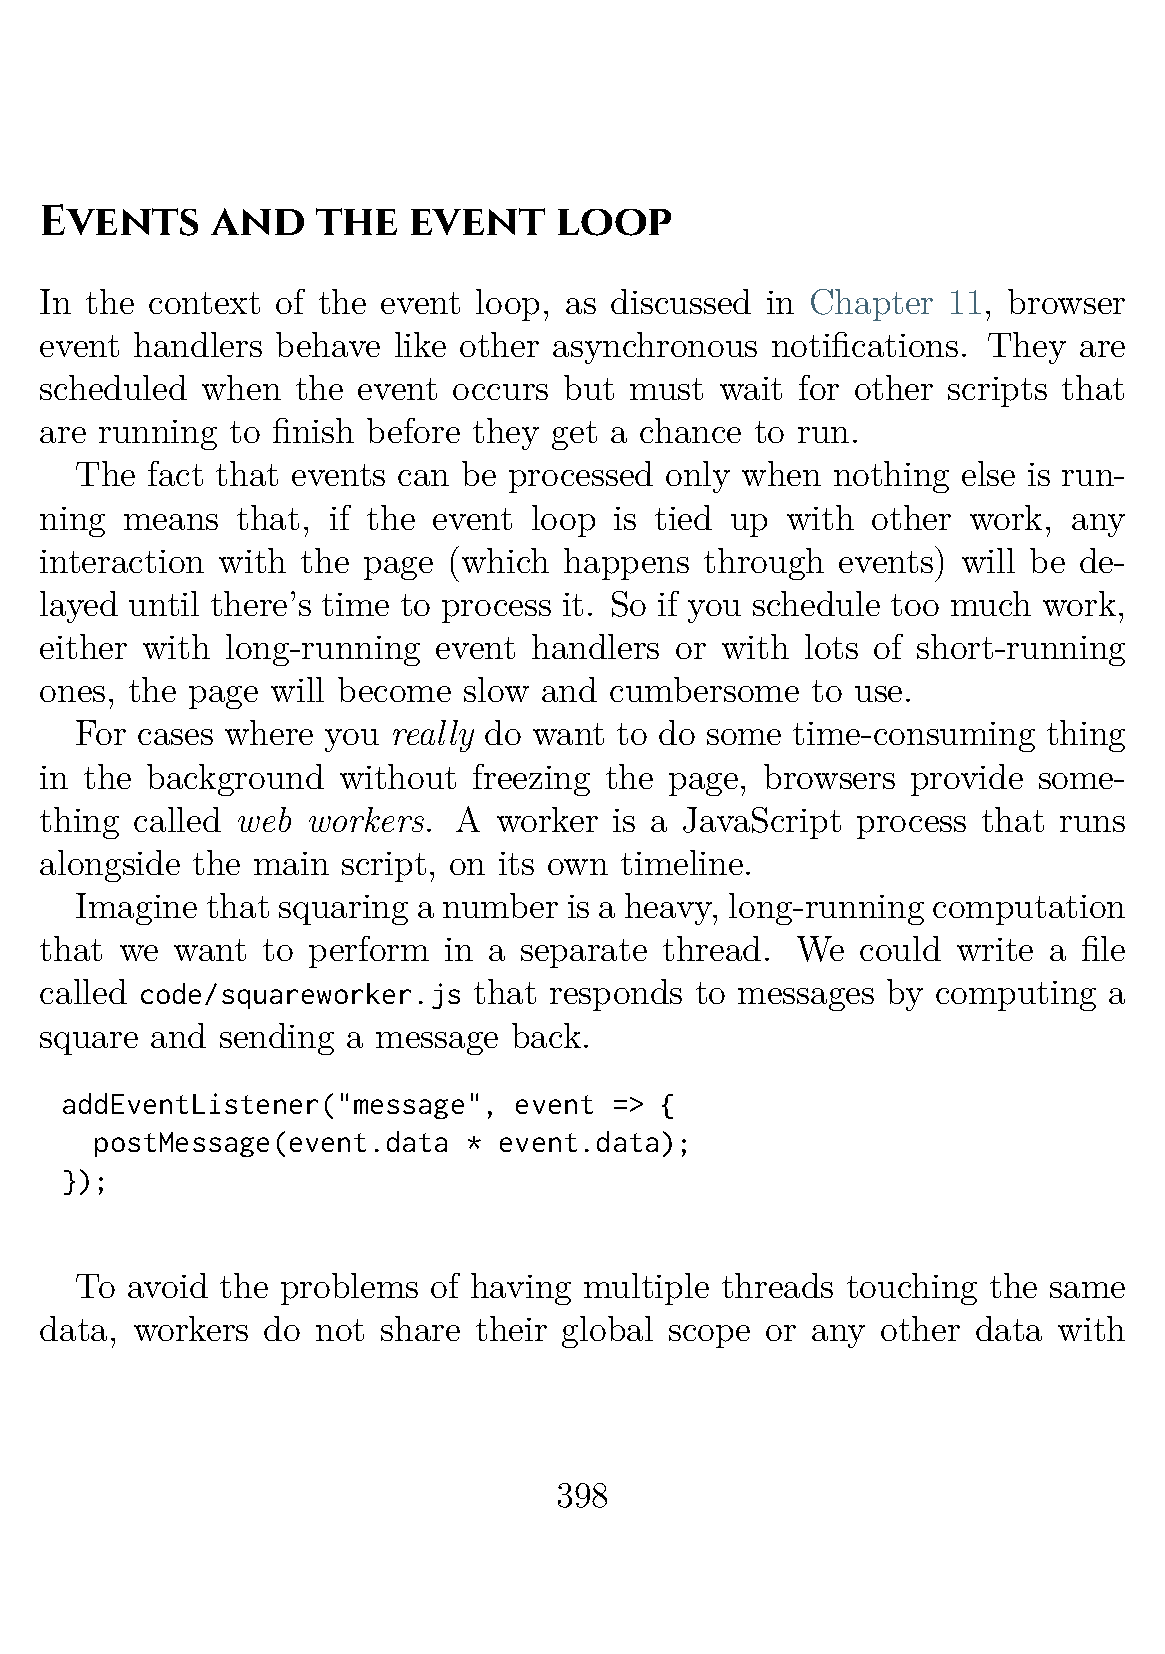 Events and the event loop
In the context of the event loop, as discussed in Chapter 11, browser
event handlers behave like other asynchronous notifications. They are
scheduled when the event occurs but must wait for other scripts that
are running to finish before they get a chance to run.
The fact that events can be processed only when nothing else is run-
ning means that, if the event loop is tied up with other work, any
interaction with the page (which happens through events) will be de-
layed until there's time to process it. So if you schedule too much work,
either with long-running event handlers or with lots of short-running
ones, the page will become slow and cumbersome to use.
For cases where you really do want to do some time-consuming thing
in the background without freezing the page, browsers provide some-
thing called web workers. A worker is a JavaScript process that runs
alongside the main script, on its own timeline.
Imagine that squaring a number is a heavy, long-running computation
that we want to perform in a separate thread. We could write a file
called code/squareworker.js that responds to messages by computing a
square and sending a message back.
addEventListener("message", event => {
  postMessage(event.data * event.data);
});
To avoid the problems of having multiple threads touching the same
data, workers do not share their global scope or any other data with
398